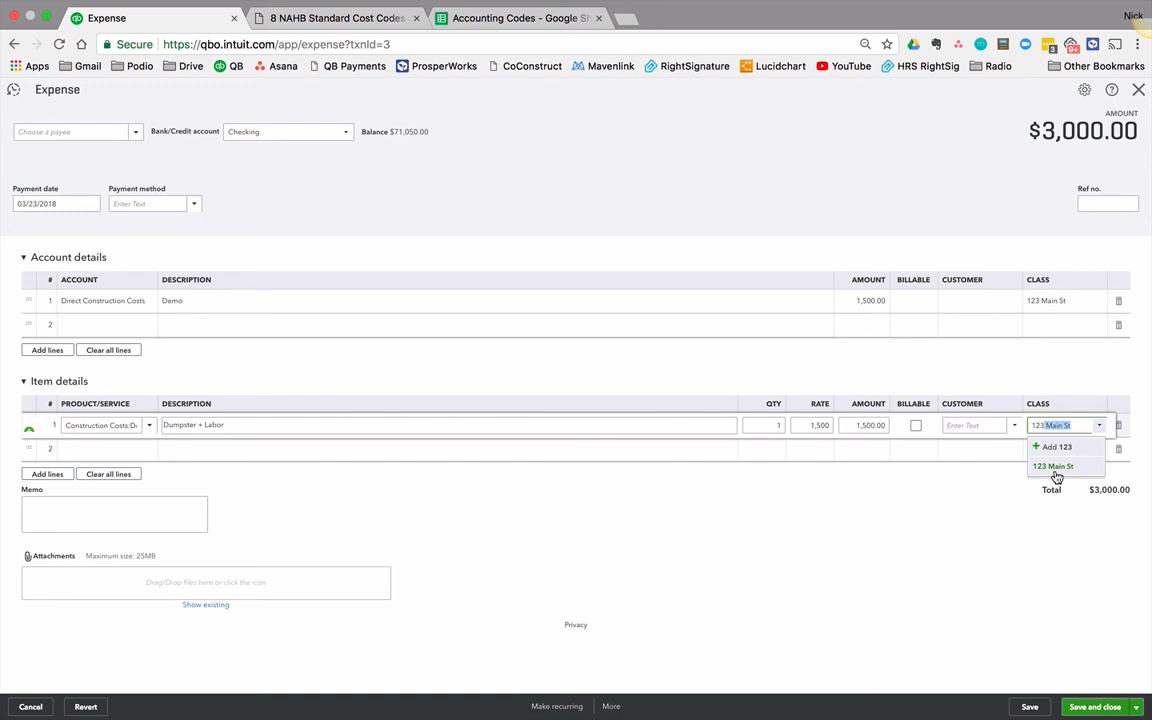 Expense
8 NAHB Standard Cost Codes
Accounting Codes - Google Sh
Nick
Secure https://qbo.intuit.com/app/expense?txnId=3
Apps Gmail Podio Drive QB Asana QB Payments ProsperWorks CoConstruct Mavenlink RightSignature Lucidchart YouTube HRS RightSig Radio Other Bookmarks
Expense
AMOUNT
$3,000.00
Choose a payee Bank/Credit account Checking Balance $71,050.00
Payment date Payment method Ref no.
03/23/2018 Enter Text
Account details
# ACCOUNT DESCRIPTION AMOUNT BILLABLE CUSTOMER CLASS
1 Direct Construction Costs Demo 1,500.00 123 Main St
2
Add lines Clear all lines
Item details
# PRODUCT/SERVICE DESCRIPTION QTY RATE AMOUNT BILLABLE CUSTOMER CLASS
1 Construction Costs:D Dumpster + Labor 1 1,500 1,500.00 Enter Text 123 Main St
Add 123
2
123 Main St
Add lines Clear all lines
Memo
Total $3,000.00
Attachments Maximum size: 25MB
Drag/Drop files here or click the icon
Show existing
Privacy
Cancel Revert Make recurring More Save Save and close